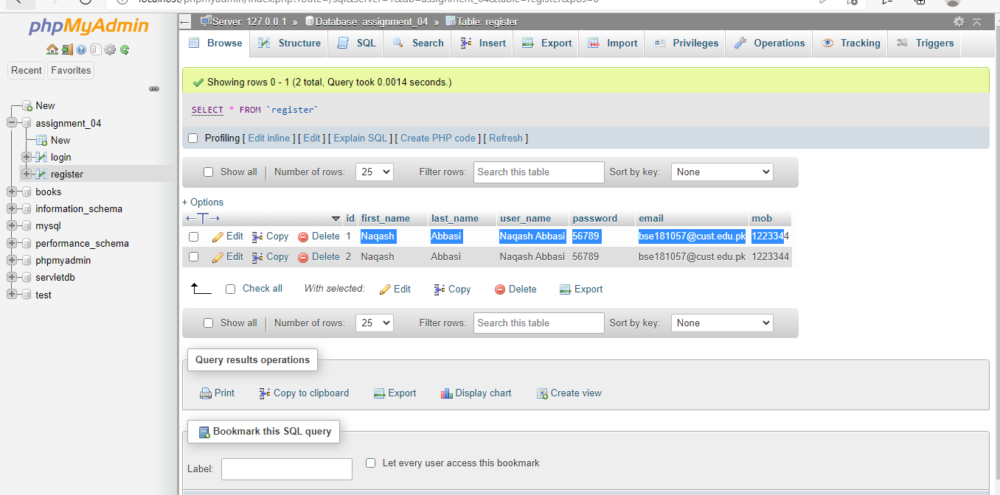 localhost/phpmyadmin/index.php?route=/sql&server=1&db=assignment_04&table=register&pos=0
phpMyAdmin
Recent Favorites
New
assignment_04
New
login
register
books
information_schema
mysql
performance_schema
phpmyadmin
servletdb
test
Server: 127.0.0.1 » Database: assignment_04 » Table: register
Browse Structure SQL Search Insert Export Import Privileges Operations Tracking Triggers
Showing rows 0 - 1 (2 total, Query took 0.0014 seconds.)
SELECT * FROM `register`
Profiling [ Edit inline ] [ Edit ] [ Explain SQL ] [ Create PHP code ] [ Refresh ]
Show all | Number of rows: 25 Filter rows: Search this table Sort by key: None
+ Options
←T→ id first_name last_name user_name password email mob
Edit Copy Delete 1 Naqash Abbasi Naqash Abbasi 56789 bse181057@cust.edu.pk 1223344
Edit Copy Delete 2 Naqash Abbasi Naqash Abbasi 56789 bse181057@cust.edu.pk 1223344
Check all With selected: Edit Copy Delete Export
Show all | Number of rows: 25 Filter rows: Search this table Sort by key: None
Query results operations
Print Copy to clipboard Export Display chart Create view
Bookmark this SQL query
Label: Let every user access this bookmark